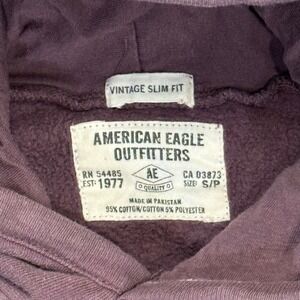 VINTAGE SLIM FIT
AMERICAN EAGLE
OUTFITTERS
RN 54485 AE CA 03873
EST: 1977 QUALITY SIZE: S/P
MADE IN PAKISTAN
95% COTTON/COTTON 5% POLYESTER